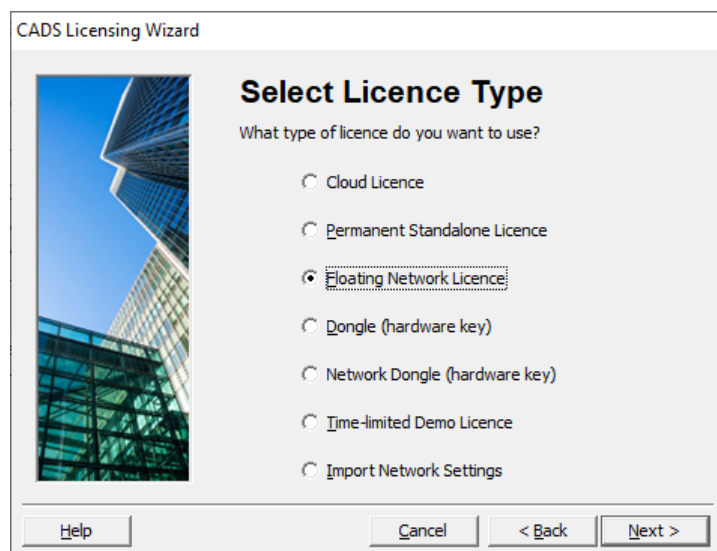 CADS Licensing Wizard
Select Licence Type
What type of licence do you want to use?
Cloud Licence
Permanent Standalone Licence
Floating Network Licence
Dongle (hardware key)
Network Dongle (hardware key)
Time-limited Demo Licence
Import Network Settings
Help Cancel < Back Next >